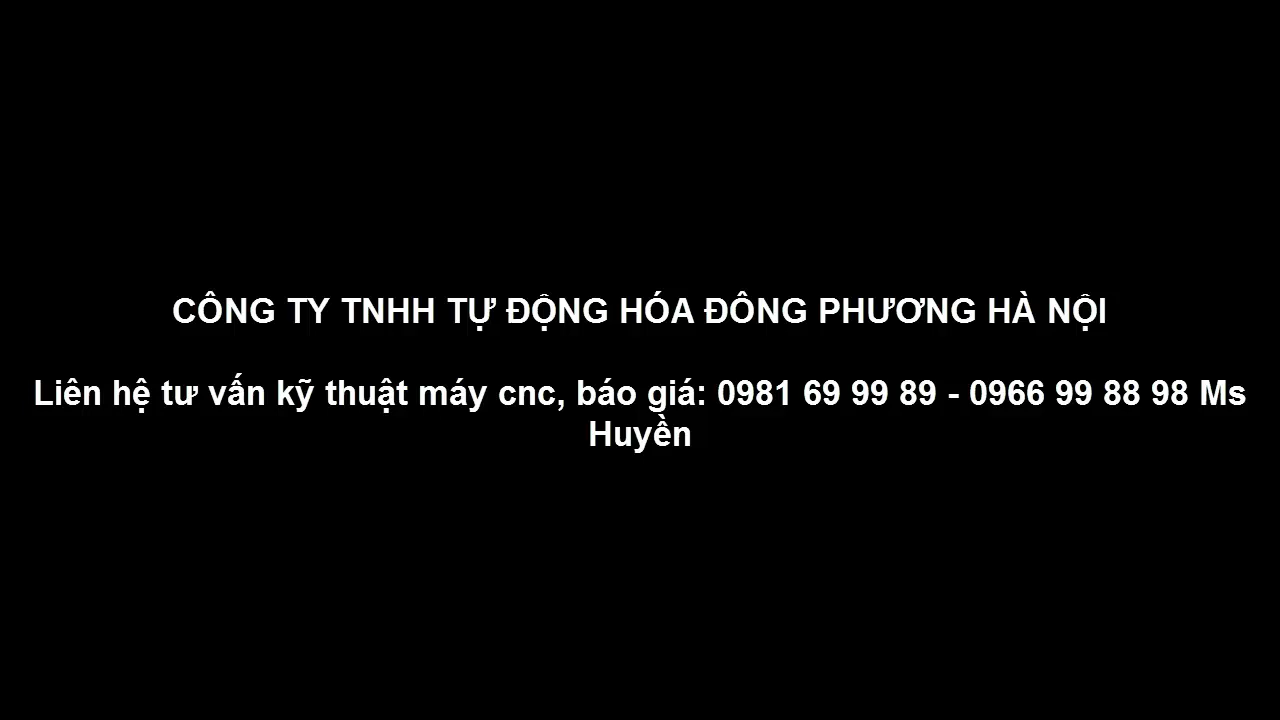 CÔNG TY TNHH TỰ ĐỘNG HÓA ĐÔNG PHƯƠNG HÀ NỘI
Liên hệ tư vấn kỹ thuật máy cnc, báo giá: 0981 69 99 89 - 0966 99 88 98 Ms
Huyền